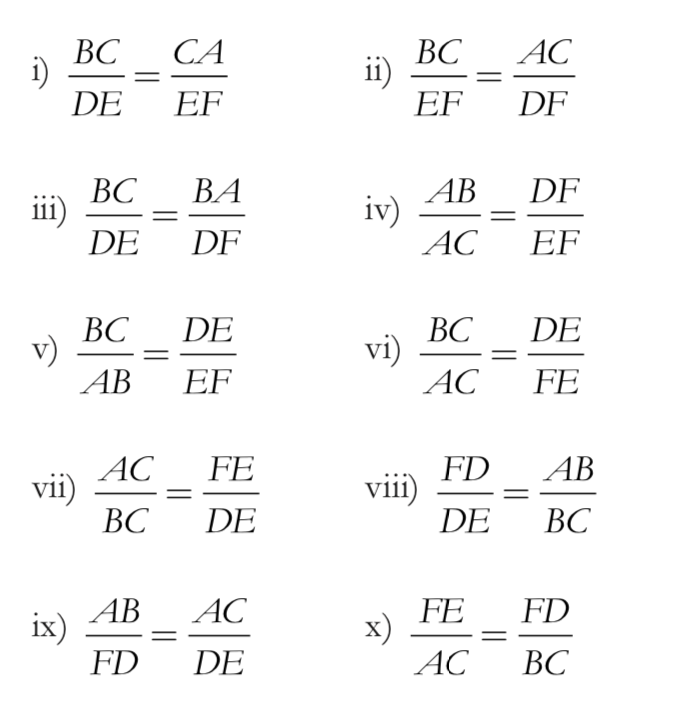 i) BC/DE = CA/EF ii) BC/EF = AC/DF
iii) BC/DE = BA/DF iv) AB/AC = DF/EF
v) BC/AB = DE/EF vi) BC/AC = DE/FE
vii) AC/BC = FE/DE viii) FD/DE = AB/BC
ix) AB/FD = AC/DE x) FE/AC = FD/BC